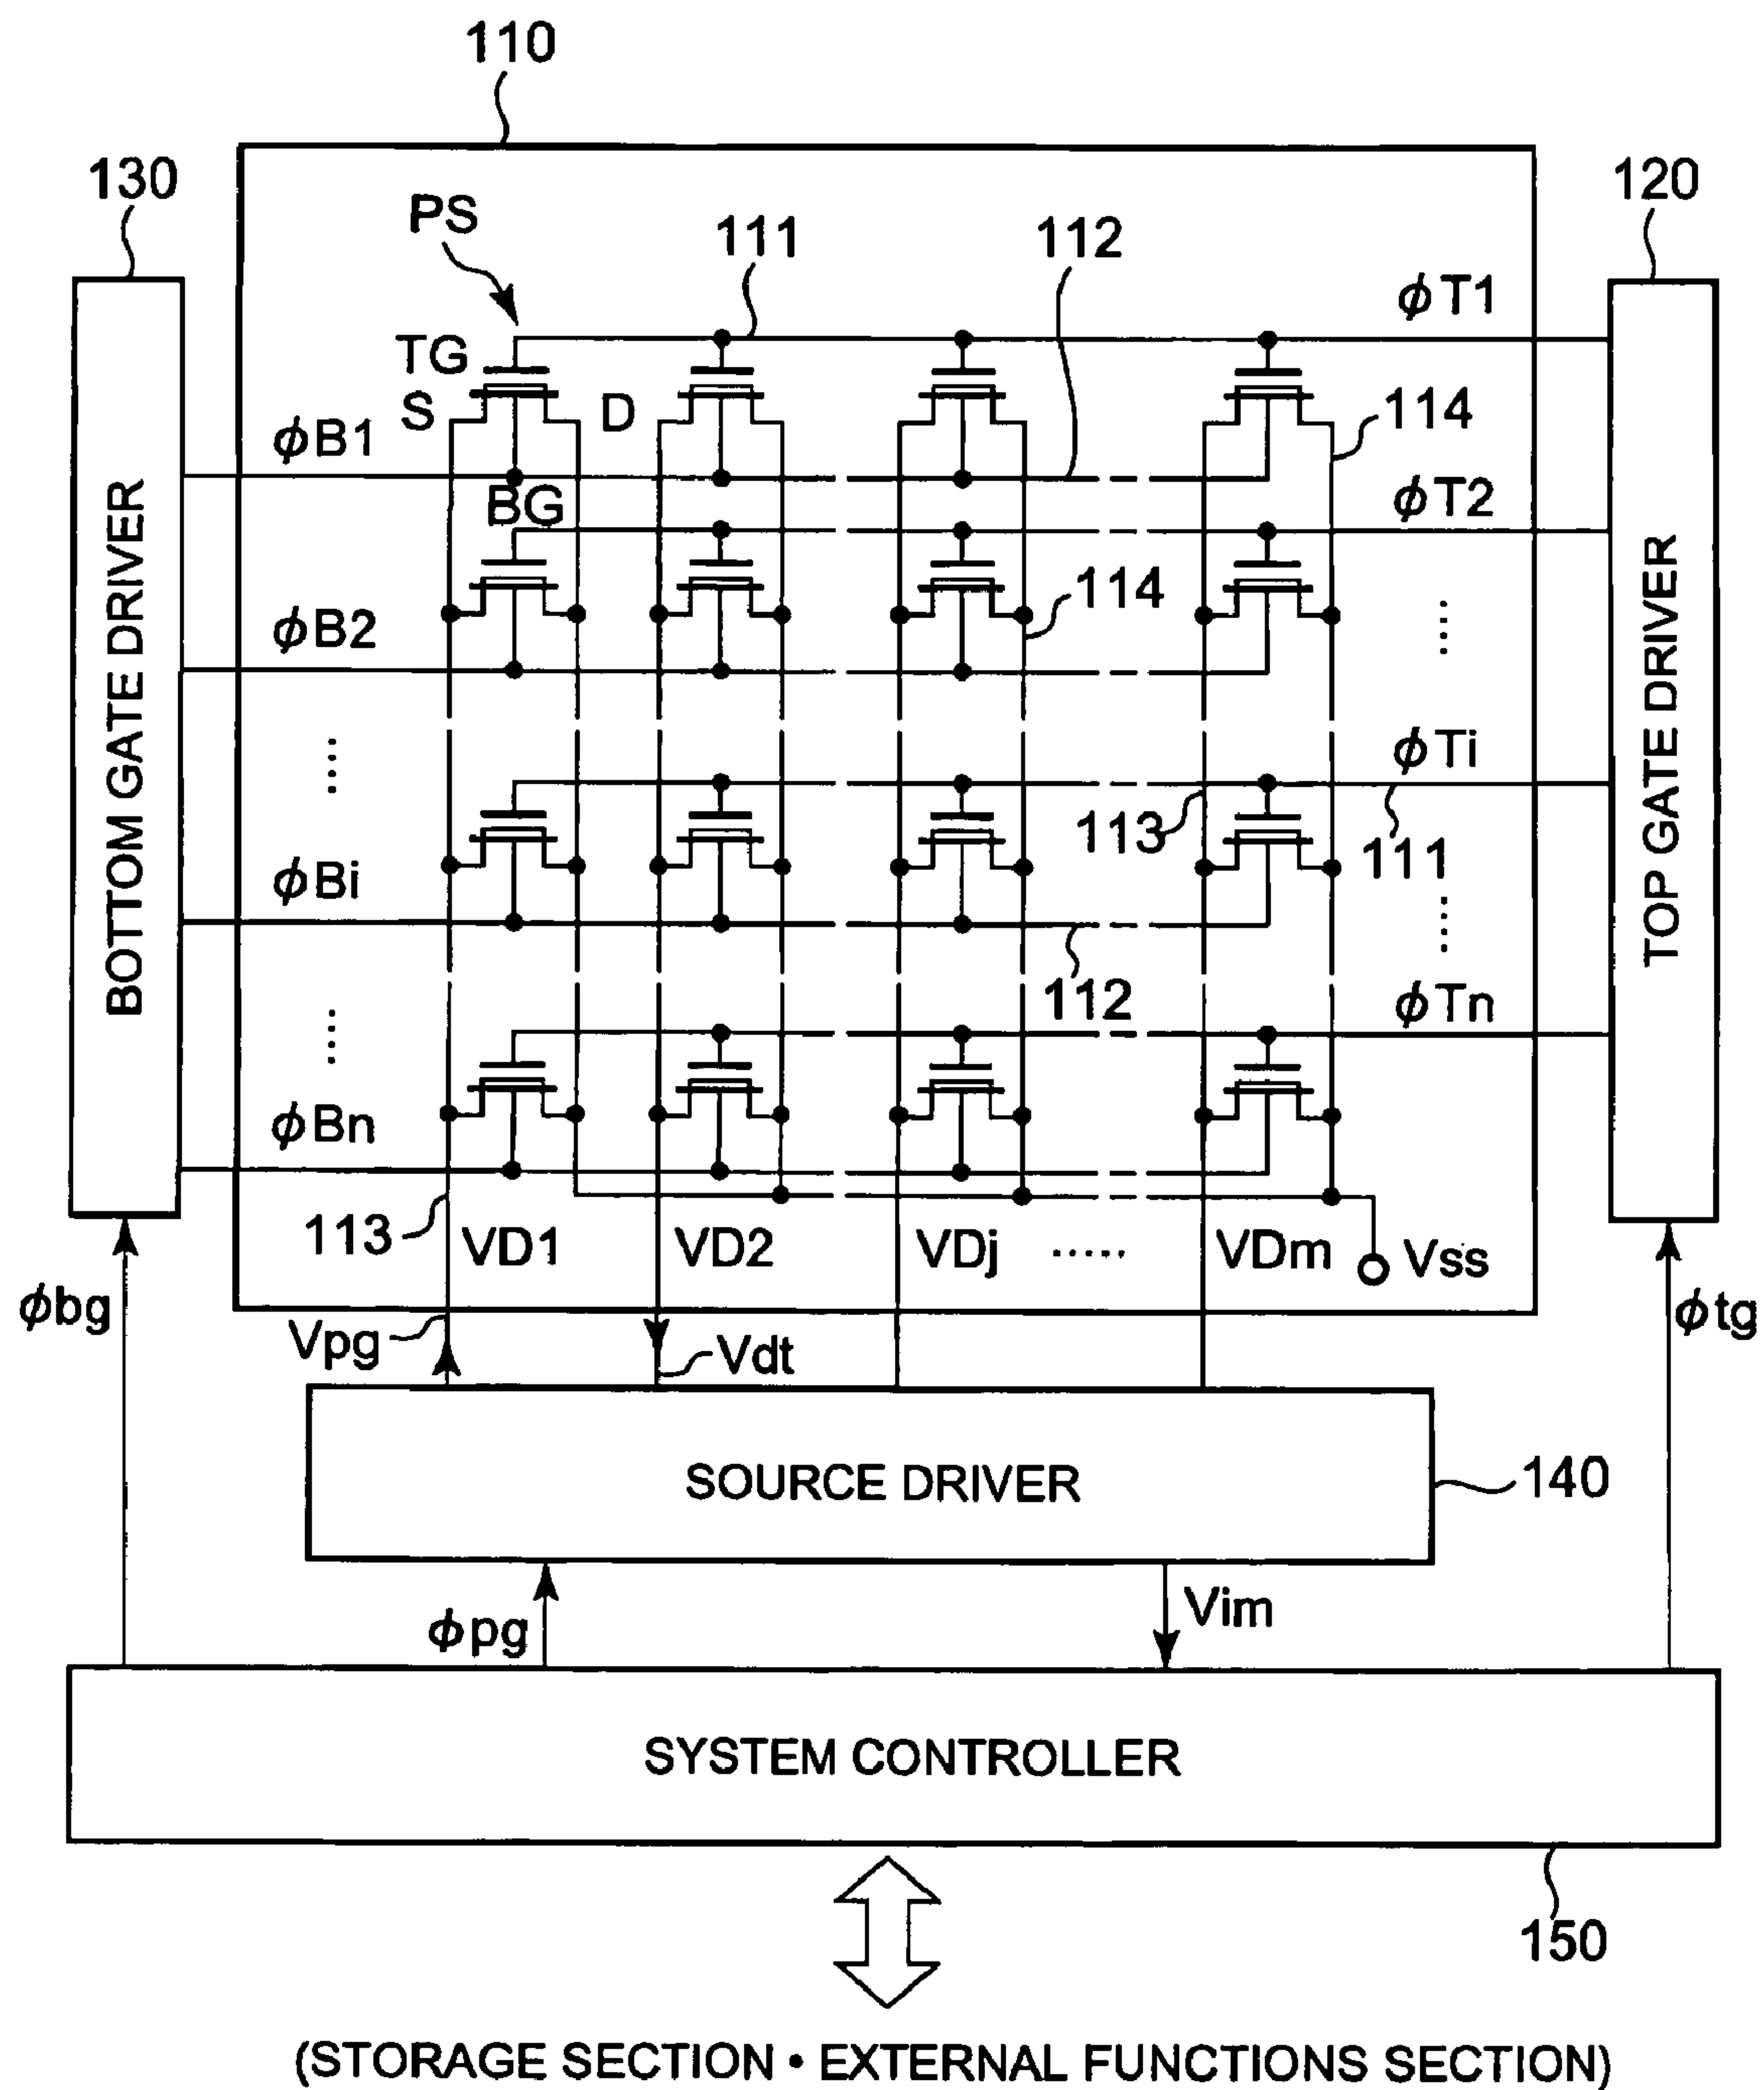 110
130
120
PS
111
112
ϕT1
TG
S
D
114
ϕB1
BG
ϕT2
114
ϕB2
BOTTOM GATE DRIVER
TOP GATE DRIVER
ϕTi
113
111
ϕBi
112
ϕTn
ϕBn
113
VD1
VD2
VDj
.....
VDm
Vss
ϕbg
ϕtg
Vpg
Vdt
SOURCE DRIVER
140
ϕpg
Vim
SYSTEM CONTROLLER
150
(STORAGE SECTION • EXTERNAL FUNCTIONS SECTION)